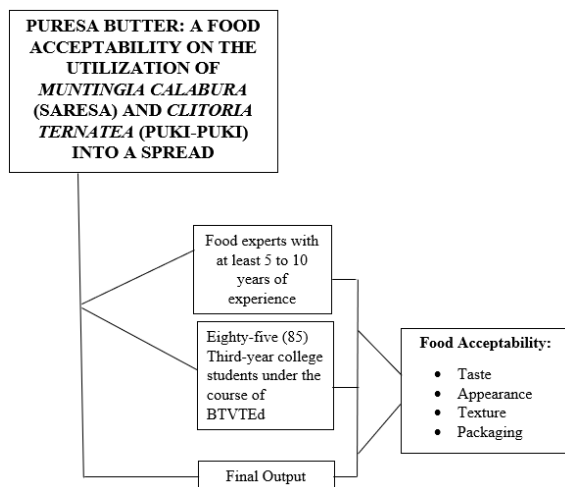 PURESA BUTTER: A FOOD
ACCEPTABILITY ON THE
UTILIZATION OF
MUNTINGIA CALABURA
(SARESA) AND CLITORIA
TERNATEA (PUKI-PUKI)
INTO A SPREAD
Food experts with
at least 5 to 10
years of
experience
Eighty-five (85)
Third-year college
students under the
course of
BTVTEd
Food Acceptability:
• Taste
• Appearance
• Texture
• Packaging
Final Output